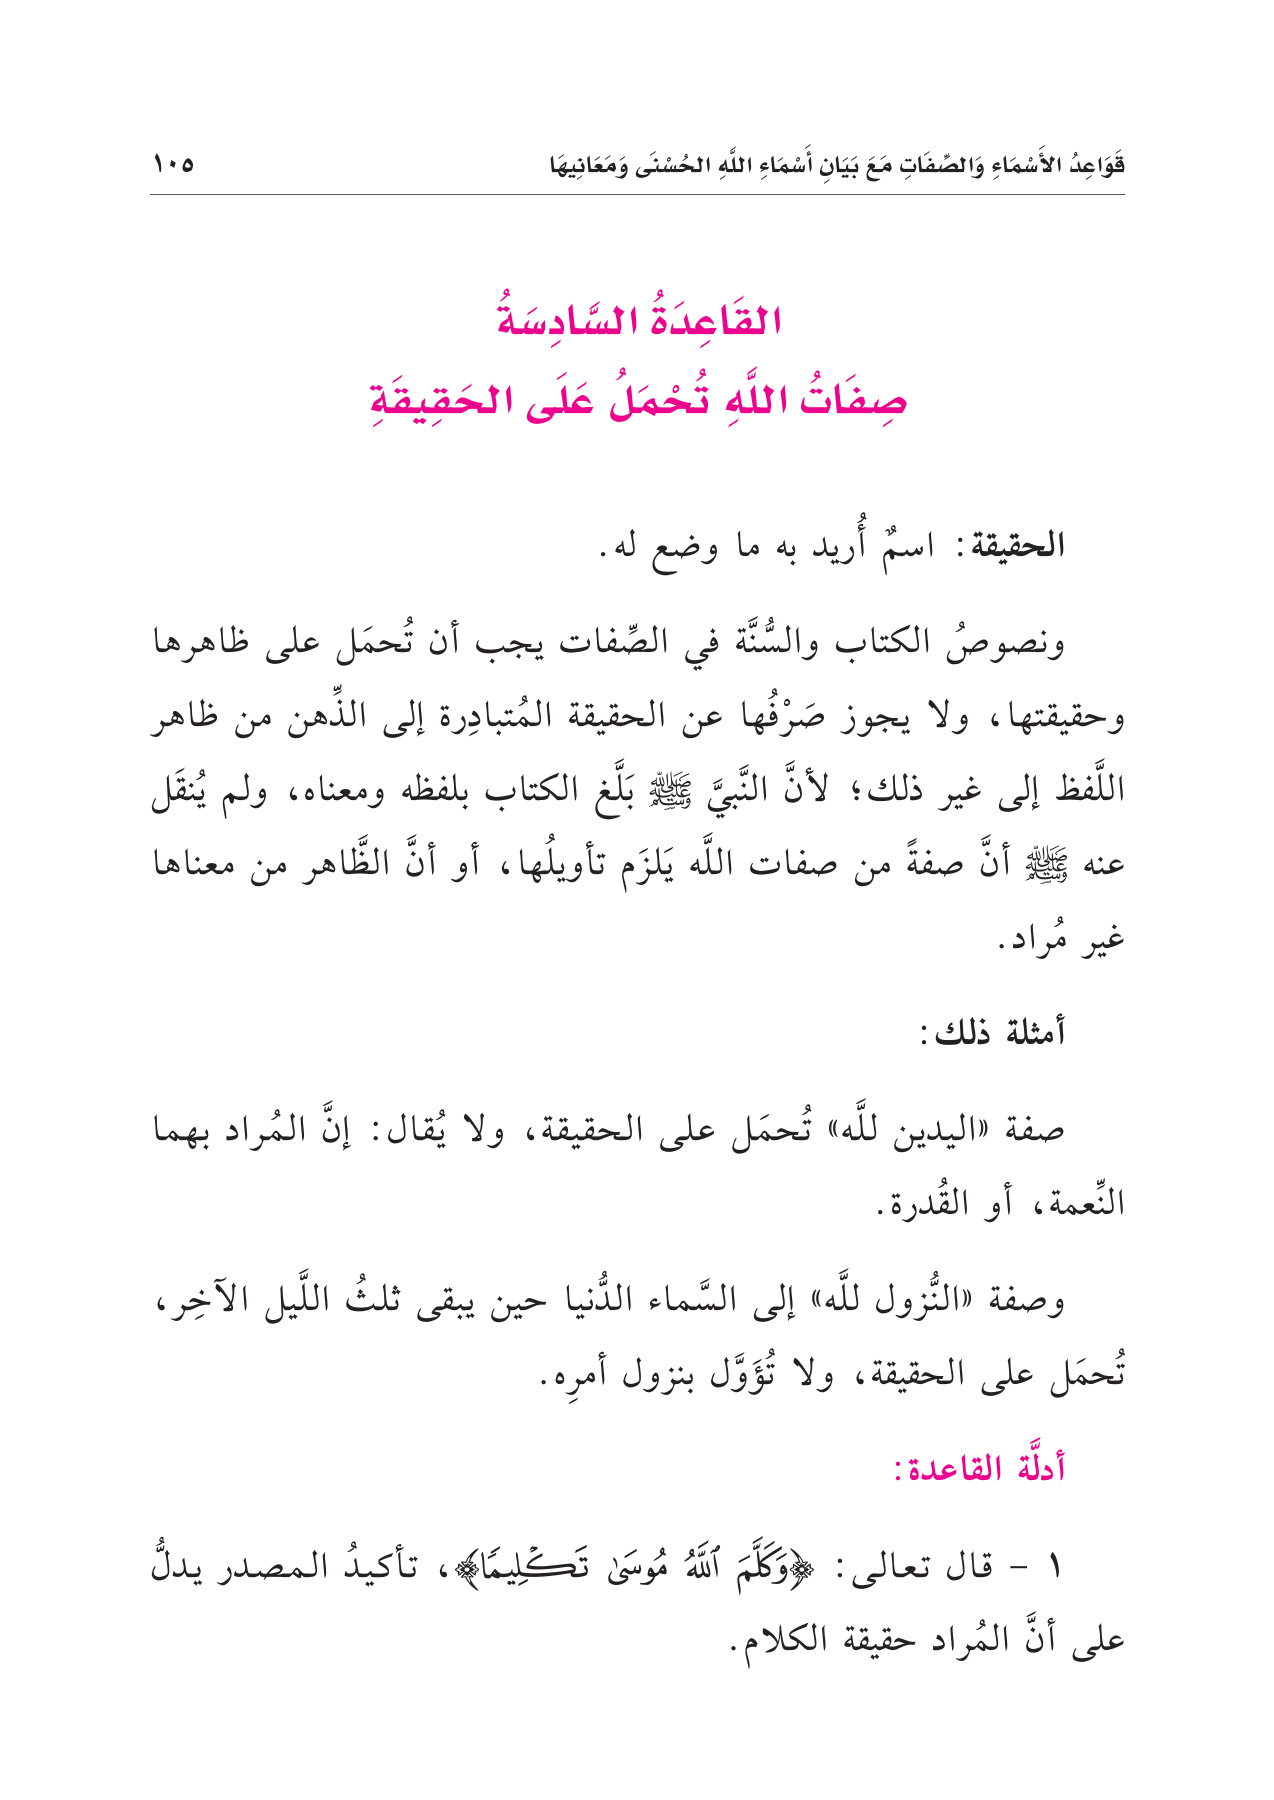 قَوَاعِدُ الأَسْمَاءِ وَالصِّفَاتِ مَعَ بَيَانِ أَسْمَاءِ اللَّهِ الحُسْنَى وَمَعَانِيهَا ١٠٥
القَاعِدَةُ السَّادِسَةُ
صِفَاتُ اللَّهِ تُحْمَلُ عَلَى الحَقِيقَةِ
الحقيقة: اسمٌ أُريد به ما وضع له.
ونصوصُ الكتاب والسُّنَّة في الصِّفات يجب أن تُحمَل على ظاهرها
وحقيقتها، ولا يجوز صَرْفُها عن الحقيقة المُتبادِرة إلى الذِّهن من ظاهر
اللَّفظ إلى غير ذلك؛ لأنَّ النَّبيَّ ﷺ بَلَّغ الكتاب بلفظه ومعناه، ولم يُنقَل
عنه ﷺ أنَّ صفةً من صفات اللَّه يَلزَم تأويلُها، أو أنَّ الظَّاهر من معناها
غير مُراد.
أمثلة ذلك:
صفة «اليدين للَّه» تُحمَل على الحقيقة، ولا يُقال: إنَّ المُراد بهما
النِّعمة، أو القُدرة.
وصفة «النُّزول للَّه» إلى السَّماء الدُّنيا حين يبقى ثلثُ اللَّيل الآخِر،
تُحمَل على الحقيقة، ولا تُؤَوَّل بنزول أمرِه.
أدلَّة القاعدة:
١ - قال تعالى: ﴿وَكَلَّمَ ٱللَّهُ مُوسَىٰ تَكۡلِيمٗا﴾، تأكيدُ المصدر يدلُّ
على أنَّ المُراد حقيقة الكلام.